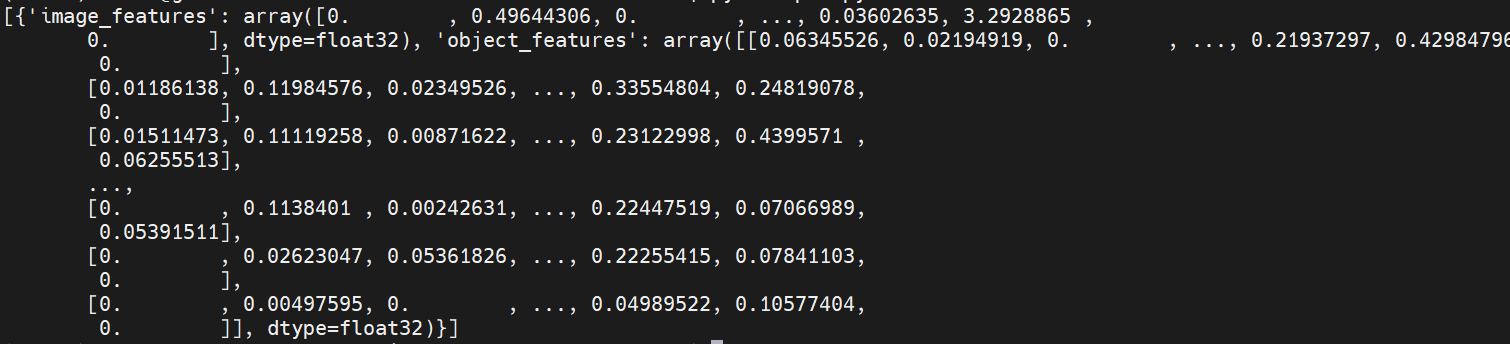 [{'image_features': array([0.        , 0.49644306, 0.        , ..., 0.03602635, 3.2928865 ,
       0.        ], dtype=float32), 'object_features': array([[0.06345526, 0.02194919, 0.        , ..., 0.21937297, 0.42984796
        0.        ],
       [0.01186138, 0.11984576, 0.02349526, ..., 0.33554804, 0.24819078,
        0.        ],
       [0.01511473, 0.11119258, 0.00871622, ..., 0.23122998, 0.4399571 ,
        0.06255513],
       ...,
       [0.        , 0.1138401 , 0.00242631, ..., 0.22447519, 0.07066989,
        0.05391511],
       [0.        , 0.02623047, 0.05361826, ..., 0.22255415, 0.07841103,
        0.        ],
       [0.        , 0.00497595, 0.        , ..., 0.04989522, 0.10577404,
        0.        ]], dtype=float32)}]